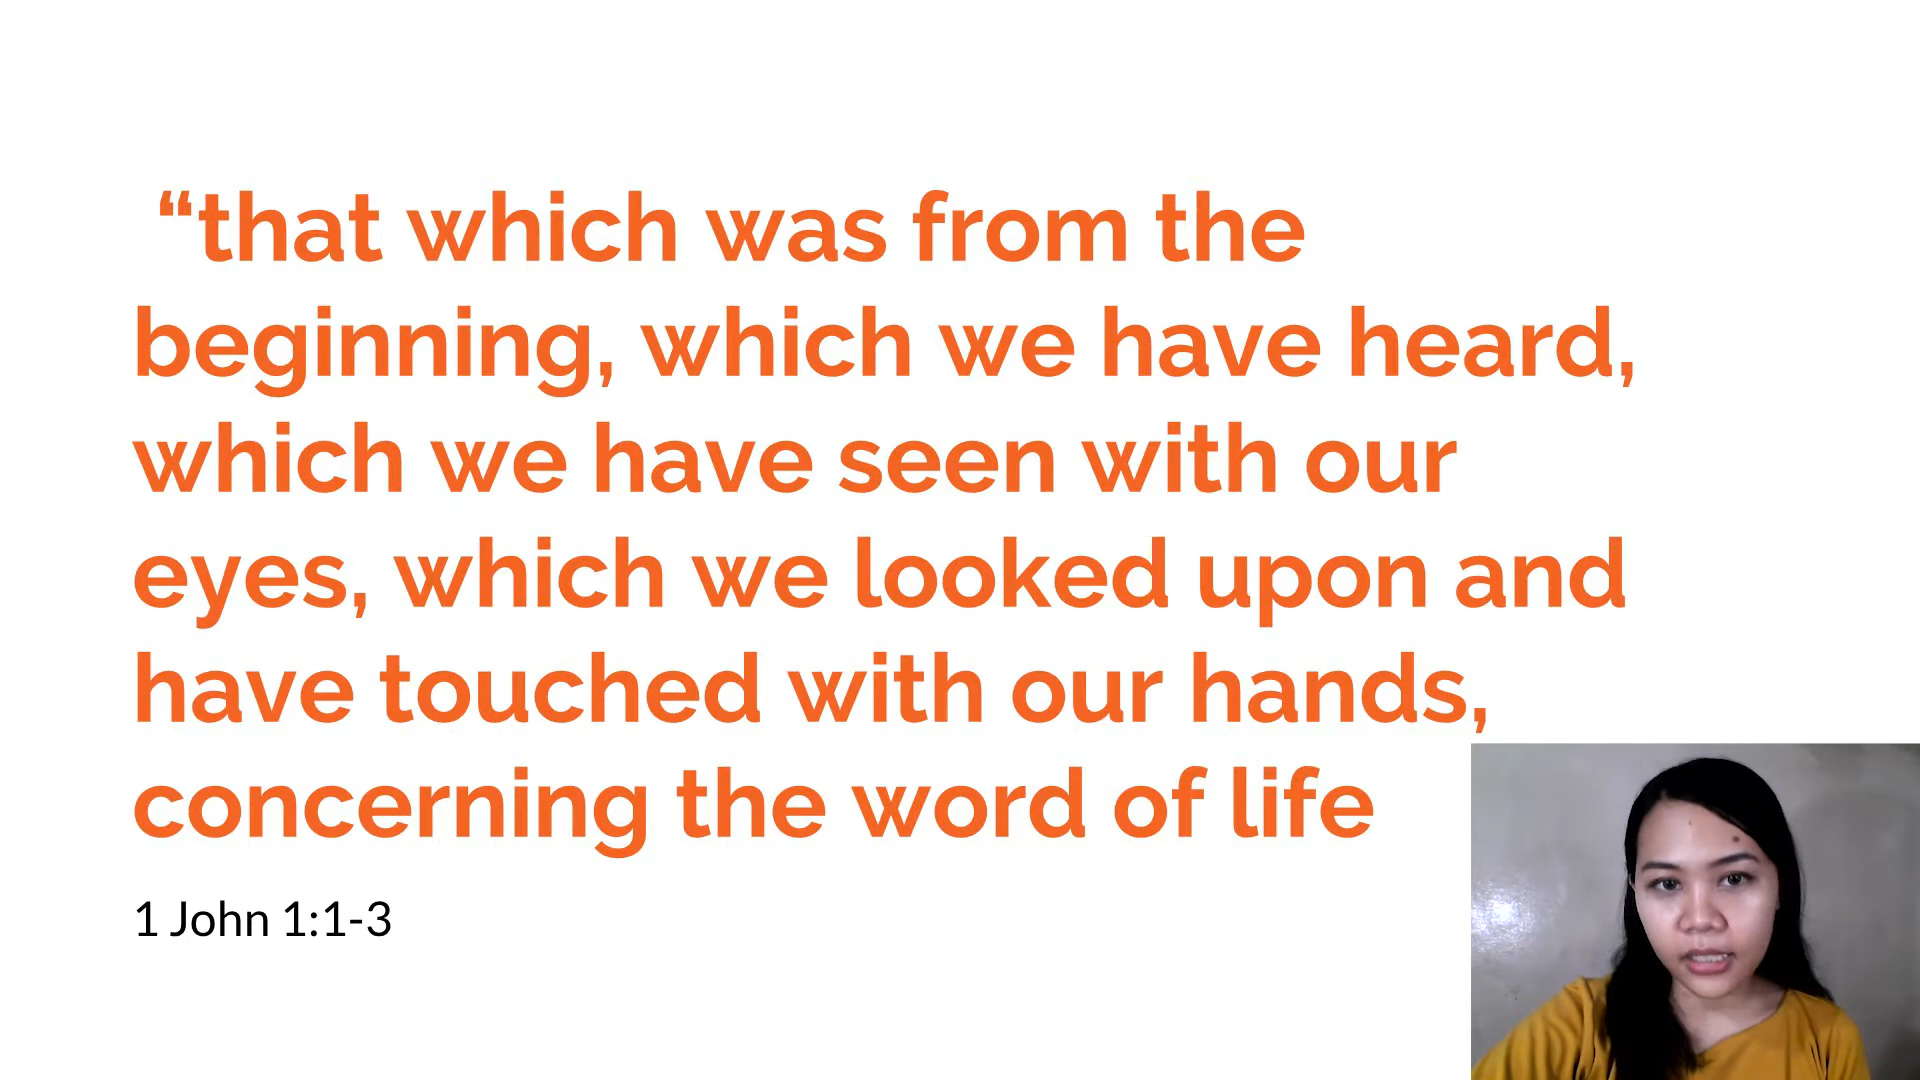 “that which was from the
beginning, which we have heard,
which we have seen with our
eyes, which we looked upon and
have touched with our hands,
concerning the word of life
1 John 1:1-3